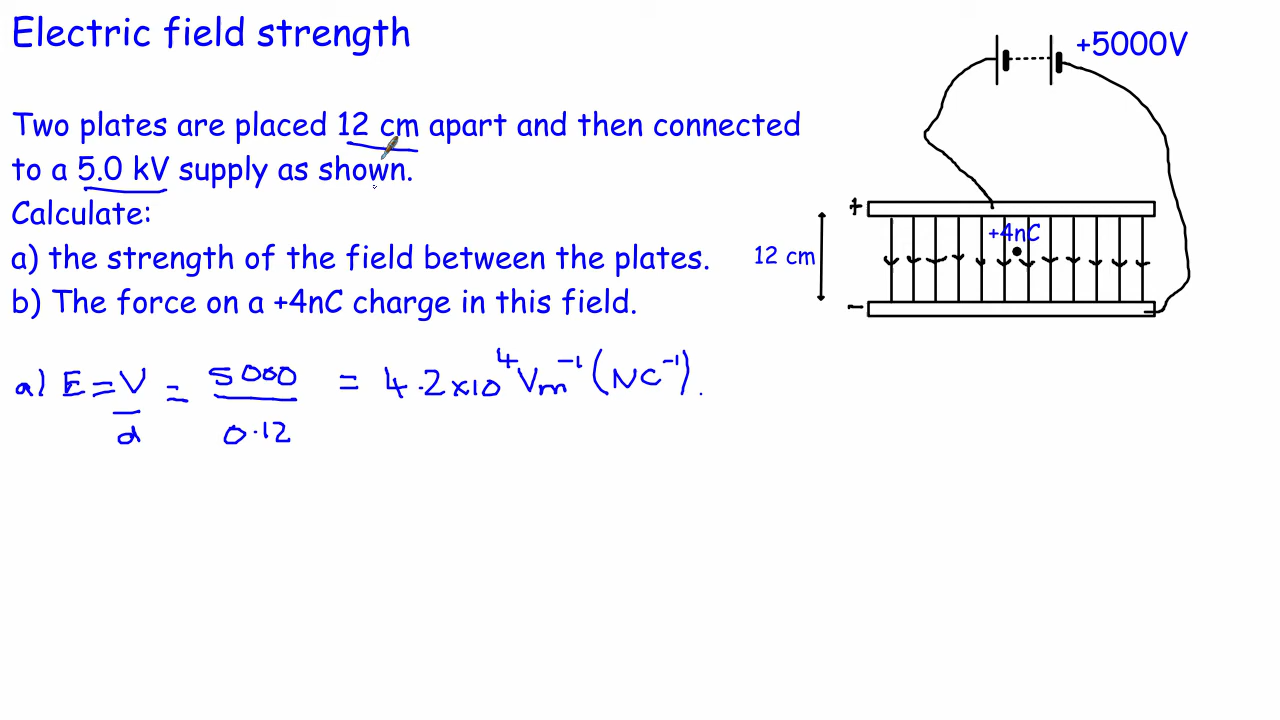 Electric field strength
+5000V
Two plates are placed 12 cm apart and then connected
to a 5.0 kV supply as shown.
Calculate:
a) the strength of the field between the plates.
b) The force on a +4nC charge in this field.
+
+4nC
12 cm
−
a) E = V/d = 5000/0.12 = 4.2×10⁴ Vm⁻¹ (NC⁻¹).